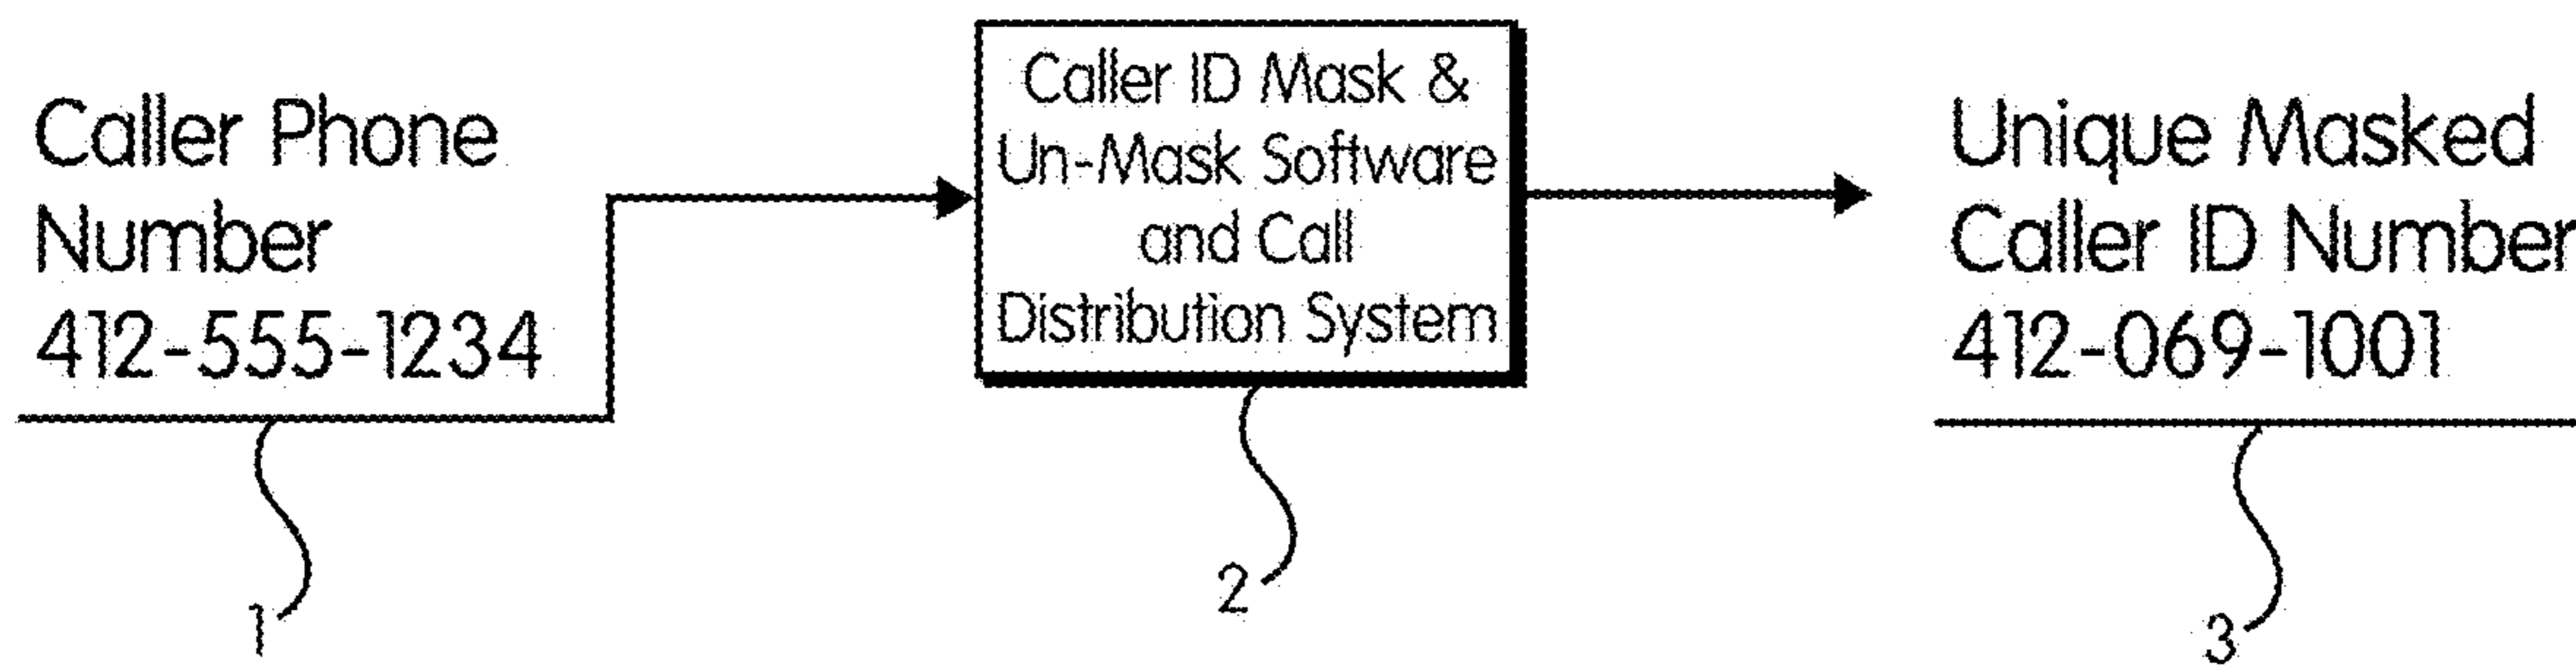 Caller Phone
Number
412-555-1234
1
Caller ID Mask &
Un-Mask Software
and Call
Distribution System
2
Unique Masked
Caller ID Number
412-069-1001
3